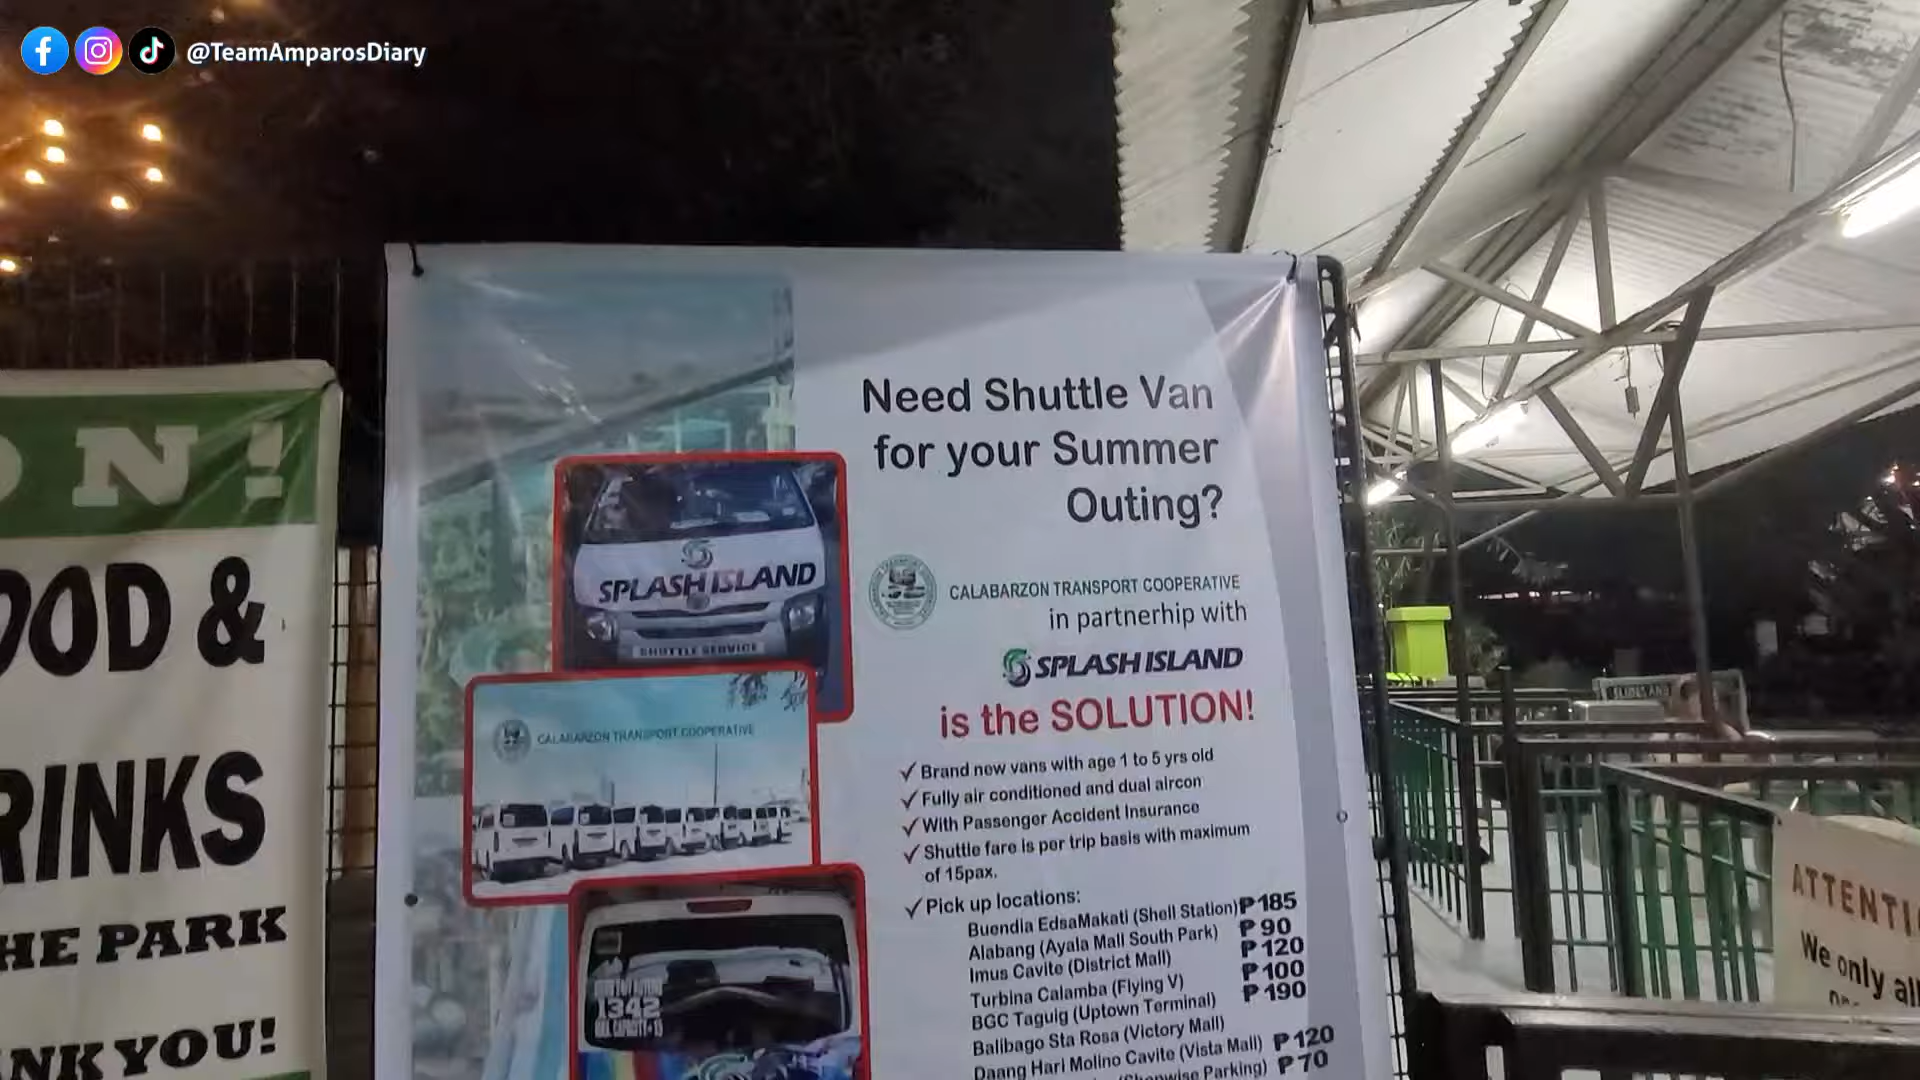 @TeamAmparosDiary
ON!
OOD &
RINKS
HE PARK
NK YOU!
Need Shuttle Van
for your Summer
Outing?
SPLASH ISLAND
SHUTTLE SERVICE
CALABARZON TRANSPORT COOPERATIVE
in partnerhip with
SPLASH ISLAND
is the SOLUTION!
CALABARZON TRANSPORT COOPERATIVE
Brand new vans with age 1 to 5 yrs old
Fully air conditioned and dual aircon
With Passenger Accident Insurance
Shuttle fare is per trip basis with maximum
of 15pax.
Pick up locations:
Buendia EdsaMakati (Shell Station) ₱185
Alabang (Ayala Mall South Park) ₱90
Imus Cavite (District Mall) ₱120
Turbina Calamba (Flying V) ₱100
BGC Taguig (Uptown Terminal) ₱190
Balibago Sta Rosa (Victory Mall)
Daang Hari Molino Cavite (Vista Mall) ₱120
(Shopwise Parking) ₱70
1342
ATTENTI
We only all